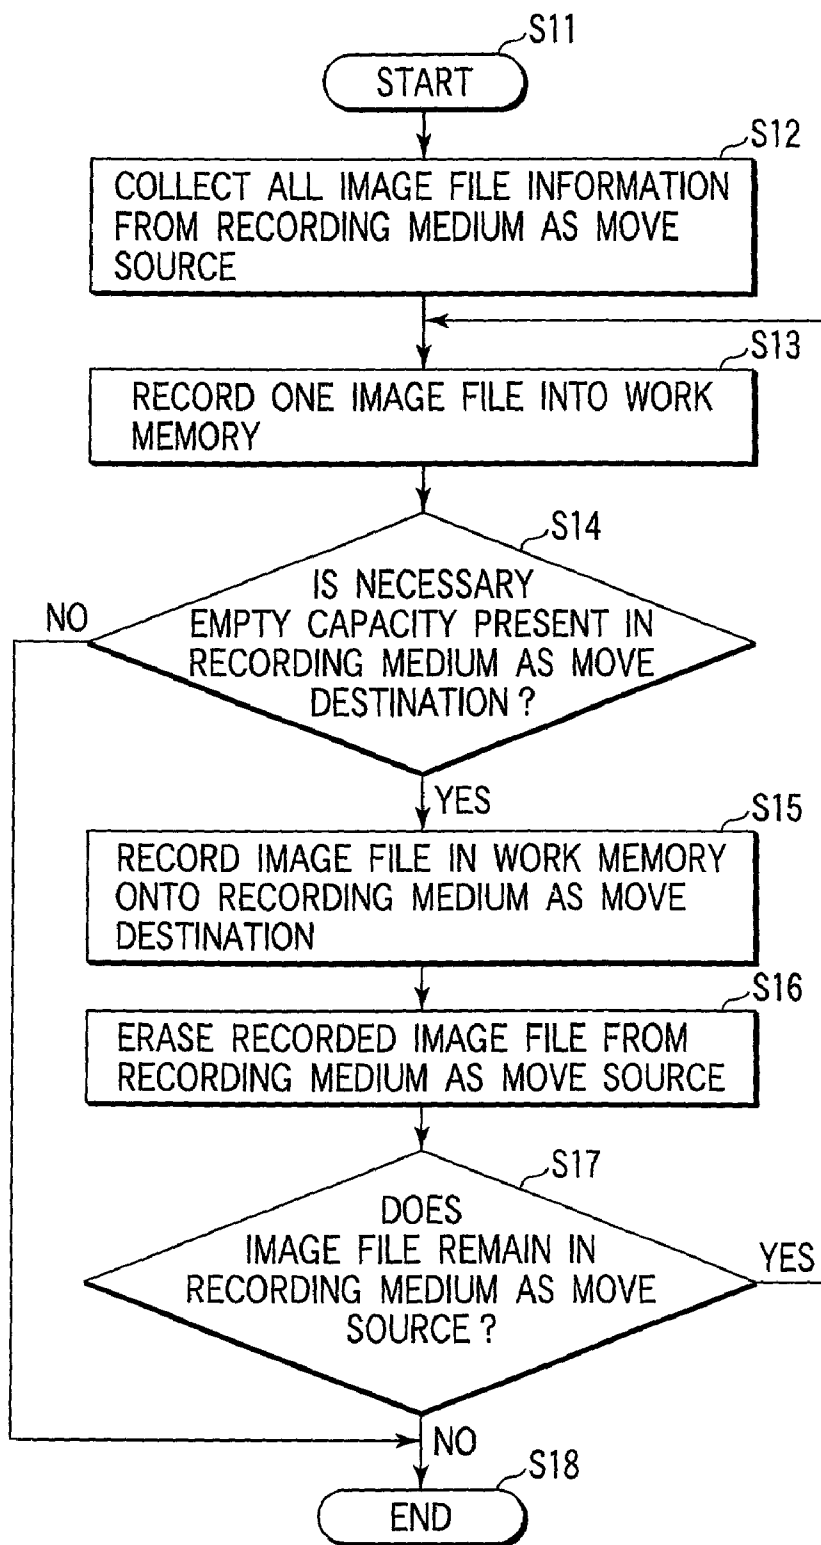 S11
START
S12
COLLECT ALL IMAGE FILE INFORMATION
FROM RECORDING MEDIUM AS MOVE
SOURCE
S13
RECORD ONE IMAGE FILE INTO WORK
MEMORY
S14
IS NECESSARY
EMPTY CAPACITY PRESENT IN
RECORDING MEDIUM AS MOVE
DESTINATION?
NO
YES
S15
RECORD IMAGE FILE IN WORK MEMORY
ONTO RECORDING MEDIUM AS MOVE
DESTINATION
S16
ERASE RECORDED IMAGE FILE FROM
RECORDING MEDIUM AS MOVE SOURCE
S17
DOES
IMAGE FILE REMAIN IN
RECORDING MEDIUM AS MOVE
SOURCE?
YES
NO
S18
END